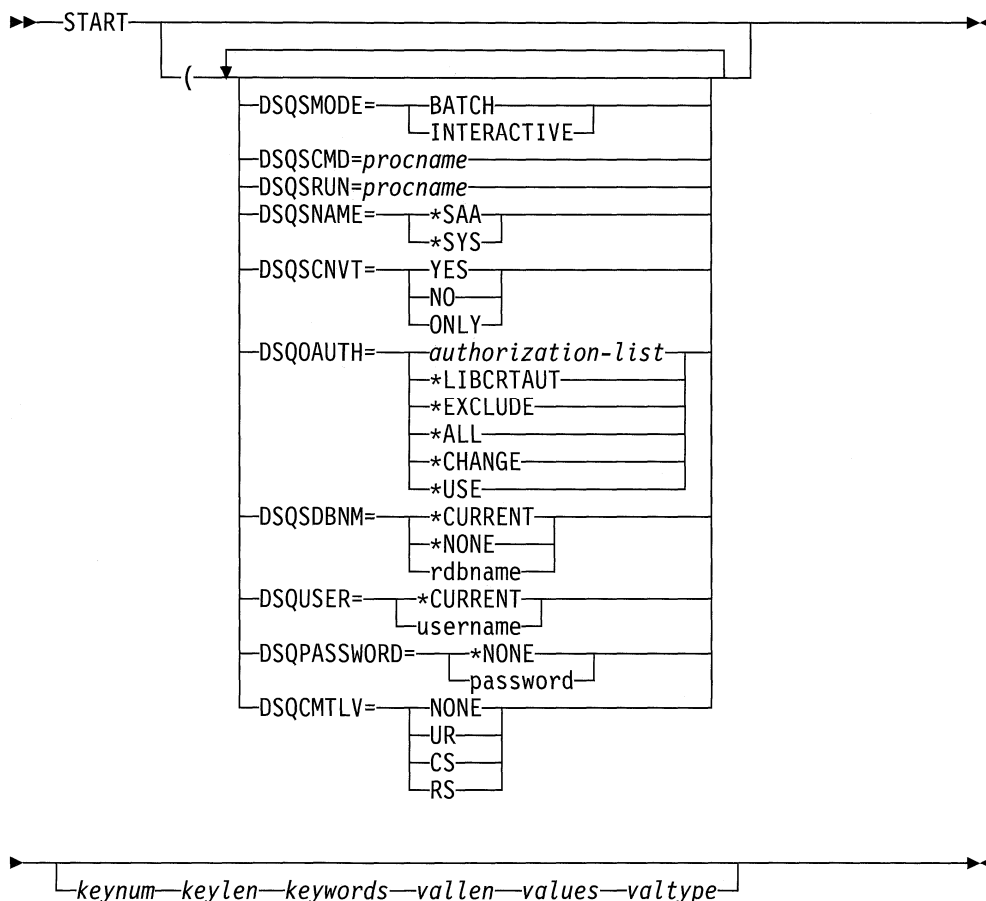 START
(
DSQSMODE= BATCH
INTERACTIVE
DSQSCMD=procname
DSQSRUN=procname
DSQSNAME= *SAA
*SYS
DSQSCNVT= YES
NO
ONLY
DSQOAUTH= authorization-list
*LIBCRTAUT
*EXCLUDE
*ALL
*CHANGE
*USE
DSQSDBNM= *CURRENT
*NONE
rdbname
DSQUSER= *CURRENT
username
DSQPASSWORD= *NONE
password
DSQCMTLV= NONE
UR
CS
RS
keynum keylen keywords vallen values valtype